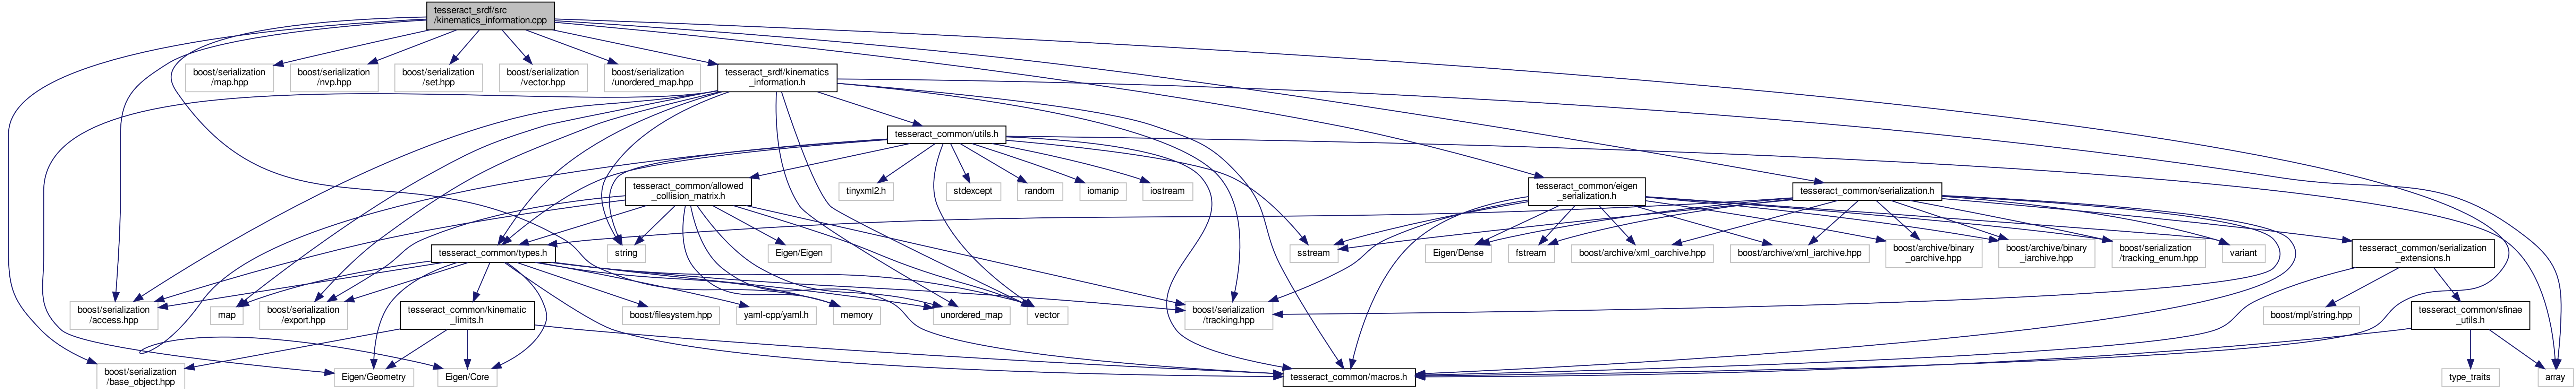 tesseract_srdf/src
/kinematics_information.cpp
boost/serialization
/map.hpp
boost/serialization
/nvp.hpp
boost/serialization
/set.hpp
boost/serialization
/vector.hpp
boost/serialization
/unordered_map.hpp
tesseract_srdf/kinematics
_information.h
tesseract_common/utils.h
tesseract_common/allowed
_collision_matrix.h
tinyxml2.h
stdexcept
random
iomanip
iostream
tesseract_common/eigen
_serialization.h
tesseract_common/serialization.h
tesseract_common/types.h
string
Eigen/Eigen
sstream
Eigen/Dense
fstream
boost/archive/xml_oarchive.hpp
boost/archive/xml_iarchive.hpp
boost/archive/binary
_oarchive.hpp
boost/archive/binary
_iarchive.hpp
boost/serialization
/tracking_enum.hpp
variant
tesseract_common/serialization
_extensions.h
boost/serialization
/access.hpp
map
boost/serialization
/export.hpp
tesseract_common/kinematic
_limits.h
boost/filesystem.hpp
yaml-cpp/yaml.h
memory
unordered_map
vector
boost/serialization
/tracking.hpp
boost/mpl/string.hpp
tesseract_common/sfinae
_utils.h
boost/serialization
/base_object.hpp
Eigen/Geometry
Eigen/Core
tesseract_common/macros.h
type_traits
array